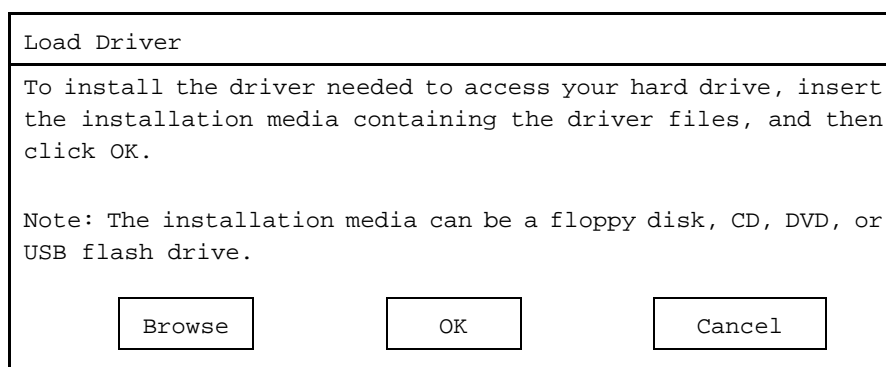 Load Driver
To install the driver needed to access your hard drive, insert
the installation media containing the driver files, and then
click OK.
Note: The installation media can be a floppy disk, CD, DVD, or
USB flash drive.
Browse
OK
Cancel